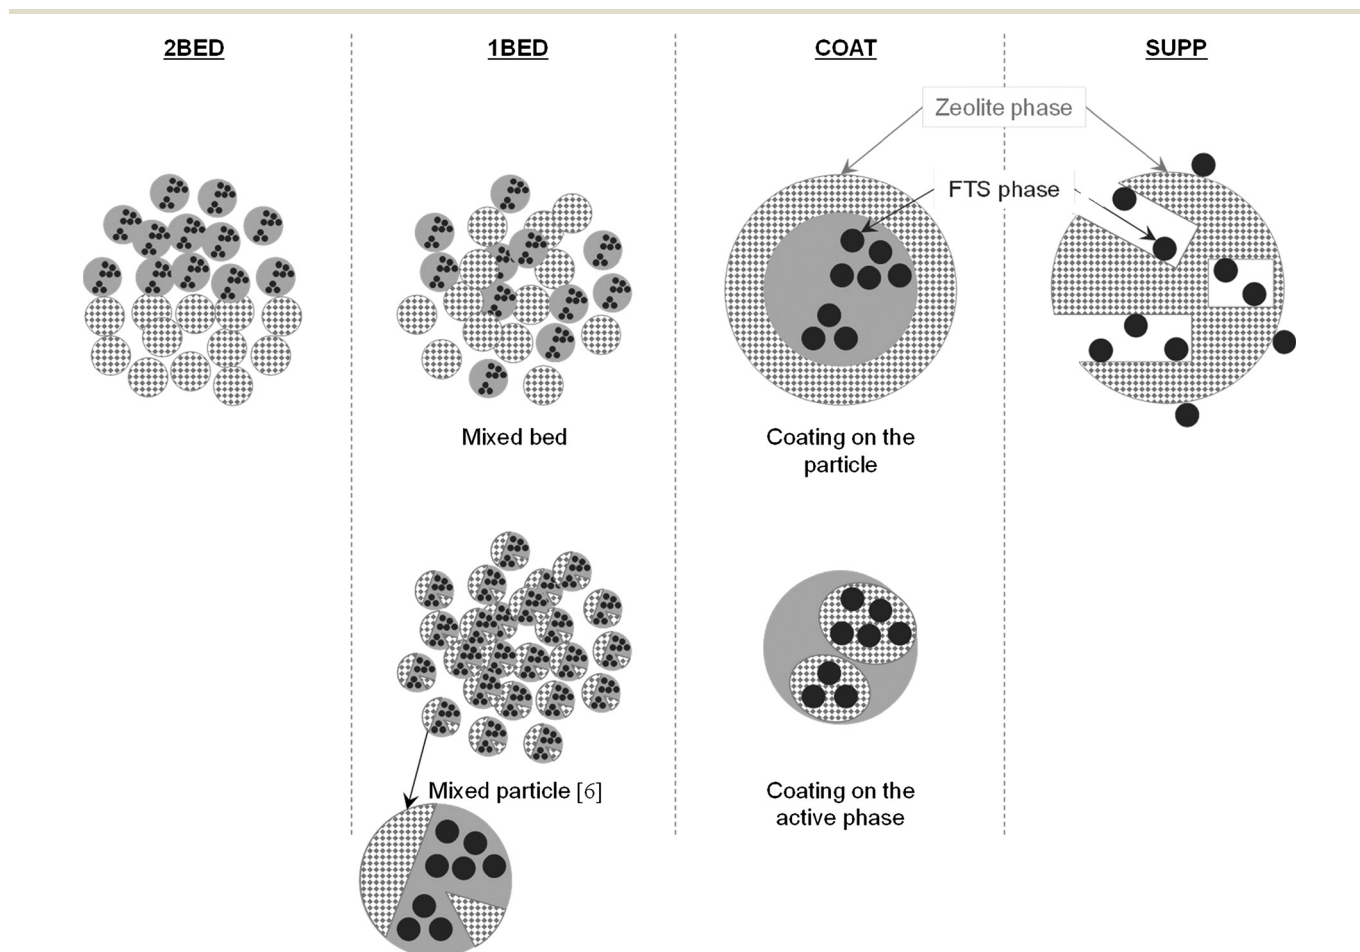 2BED
1BED
COAT
SUPP
Zeolite phase
FTS phase
Mixed bed
Coating on the
particle
Mixed particle [6]
Coating on the
active phase